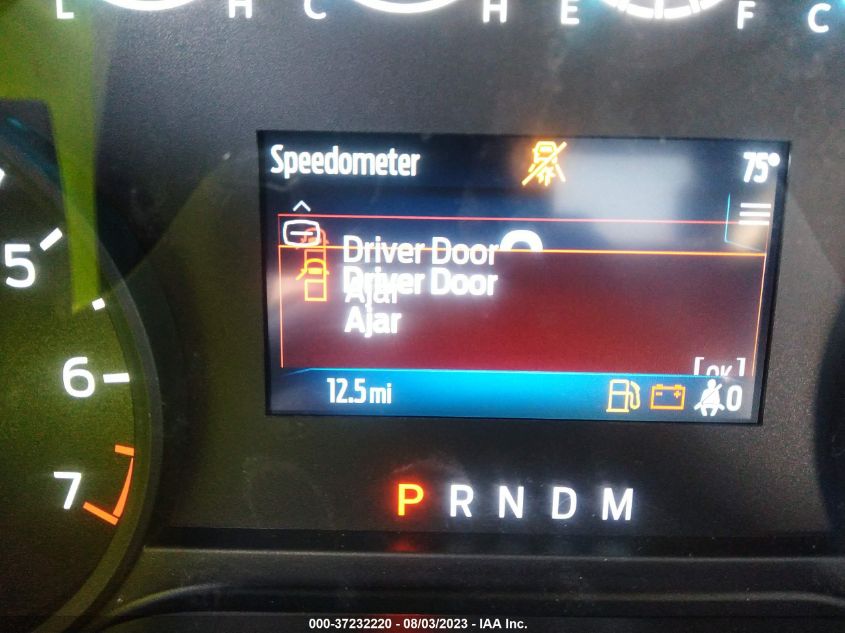 L H C H E F C
Speedometer 75°
Driver Door
Driver Door
Ajar
Ajar
[OK]
12.5 mi 0
5
6
7
P R N D M
000-37232220 - 08/03/2023 - IAA Inc.